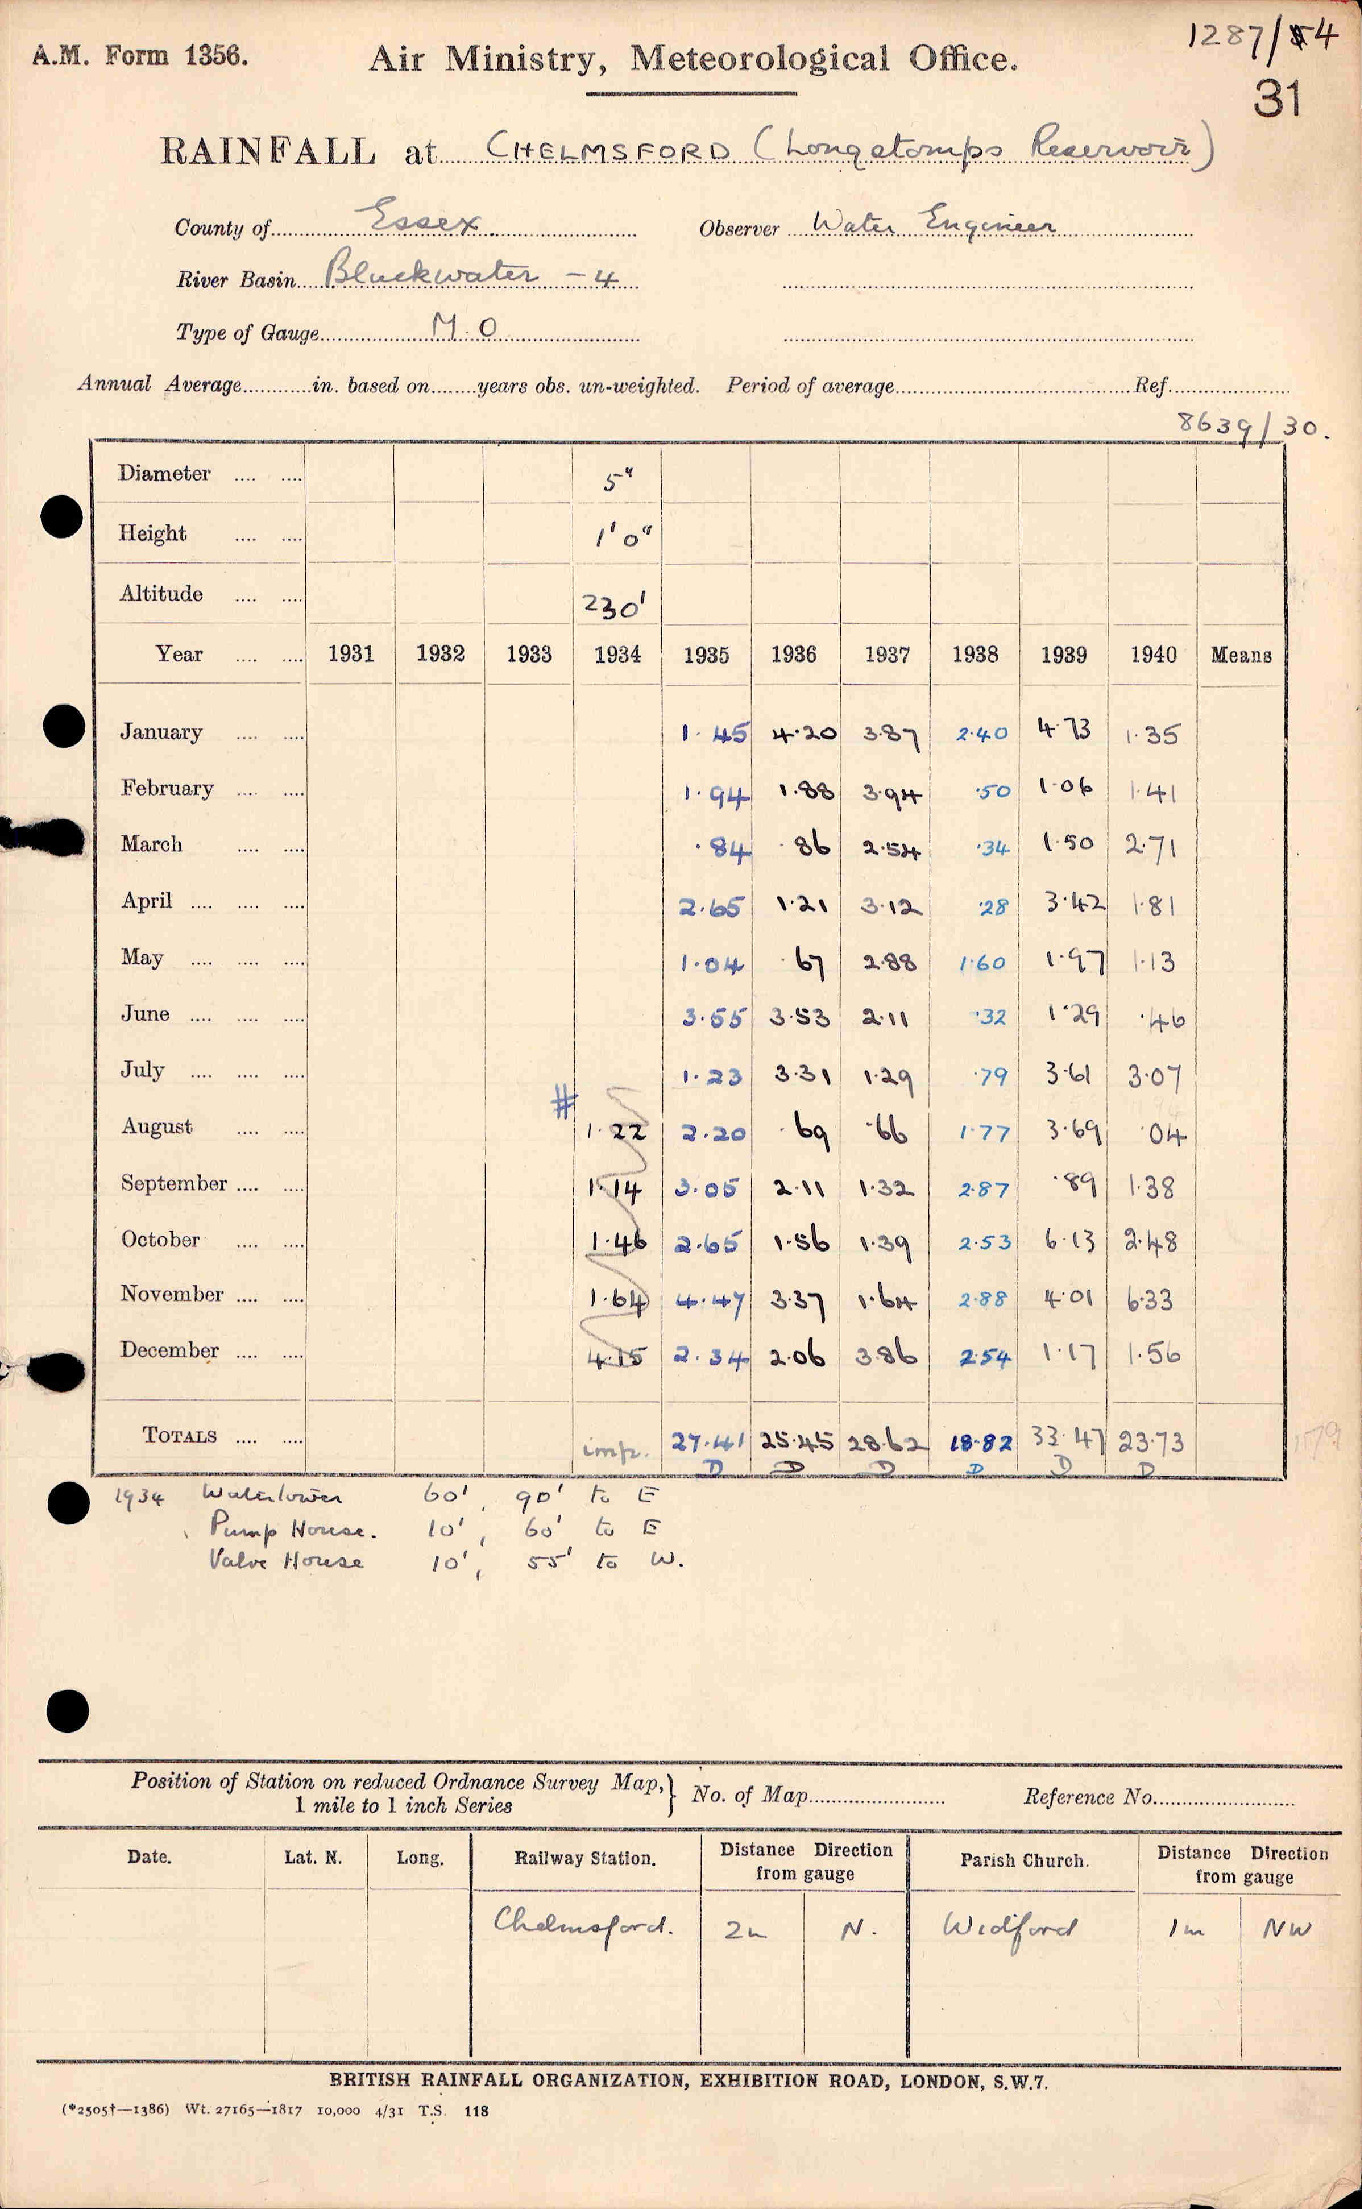 1287/54
A.M. Form 1356. Air Ministry, Meteorological Office.
31
RAINFALL at CHELMSFORD (Longstomps Reservoir)
County of Essex Observer Water Engineer
River Basin Blackwater - 4
Type of Gauge M.O
Annual Average in. based on years obs. un-weighted. Period of average Ref.
8639/30.
Diameter 5"
Height 1' 0"
Altitude 230'
Year 1931 1932 1933 1934 1935 1936 1937 1938 1939 1940 Means
January 1.45 4.20 3.87 2.40 4.73 1.35
February 1.94 1.88 3.94 .50 1.06 1.41
March .84 .86 2.54 .34 1.50 2.71
April 2.65 1.21 3.12 .28 3.42 1.81
May 1.04 .67 2.88 1.60 1.97 1.13
June 3.55 3.53 2.11 .32 1.29 .46
July 1.23 3.31 1.29 .79 3.61 3.07
#
August 1.22 2.20 .69 .66 1.77 3.69 .04
September 1.14 3.05 2.11 1.32 2.87 .89 1.38
October 1.46 2.65 1.56 1.39 2.53 6.13 2.48
November 1.64 4.47 3.37 1.64 2.88 4.01 6.33
December 4.15 2.34 2.06 3.86 2.54 1.17 1.56
TOTALS imp. 27.41 25.45 28.62 18.82 33.47 23.73
D D D D D D
1934 Watertower 60', 90' to E
Pump House. 10', 60' to E
Valve House 10', 55' to W.
Position of Station on reduced Ordnance Survey Map, 1 mile to 1 inch Series } No. of Map Reference No.
Date. Lat. N. Long. Railway Station. Distance Direction from gauge Parish Church. Distance Direction from gauge
Chelmsford. 2m N. Widford 1m NW
BRITISH RAINFALL ORGANIZATION, EXHIBITION ROAD, LONDON, S.W.7.
(*2505†—1386) Wt. 27165—1817 10,000 4/31 T.S. 118